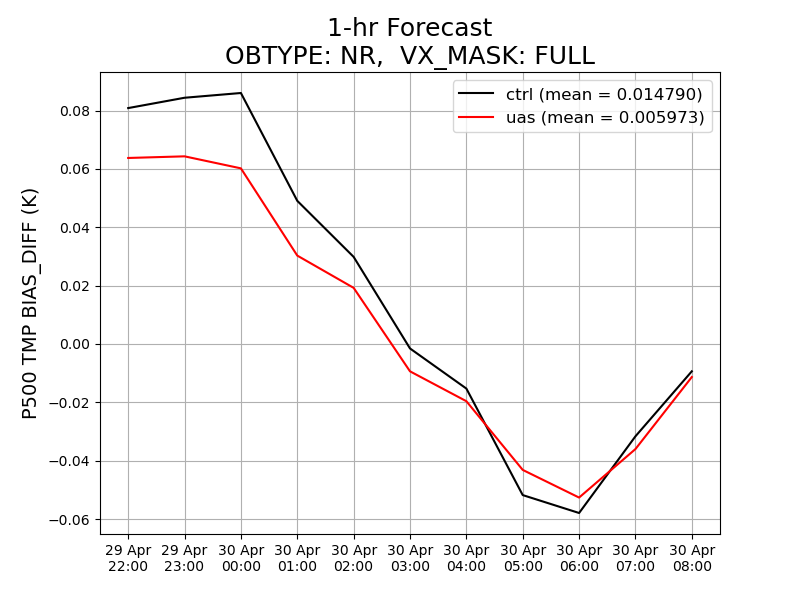 1-hr Forecast
OBTYPE: NR,  VX_MASK: FULL
ctrl (mean = 0.014790)
uas (mean = 0.005973)
P500 TMP BIAS_DIFF (K)
0.08
0.06
0.04
0.02
0.00
−0.02
−0.04
−0.06
29 Apr 29 Apr 30 Apr 30 Apr 30 Apr 30 Apr 30 Apr 30 Apr 30 Apr 30 Apr 30 Apr
22:00 23:00 00:00 01:00 02:00 03:00 04:00 05:00 06:00 07:00 08:00